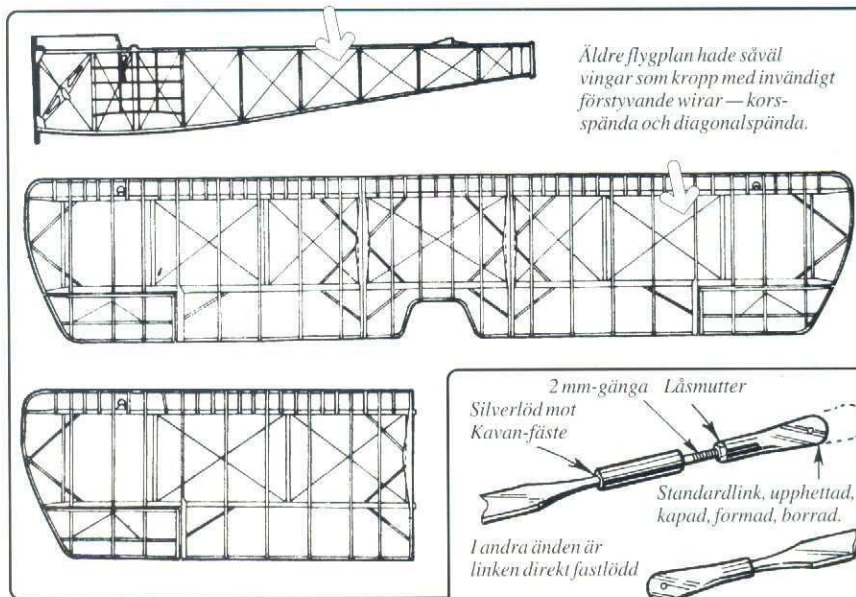 Äldre flygplan hade såväl
vingar som kropp med invändigt
förstyvande wirar — kors-
spända och diagonalspända.
2 mm-gänga
Låsmutter
Silverlöd mot
Kavan-fäste
Standardlink, upphettad,
kapad, formad, borrad.
I andra änden är
linken direkt fastlödd